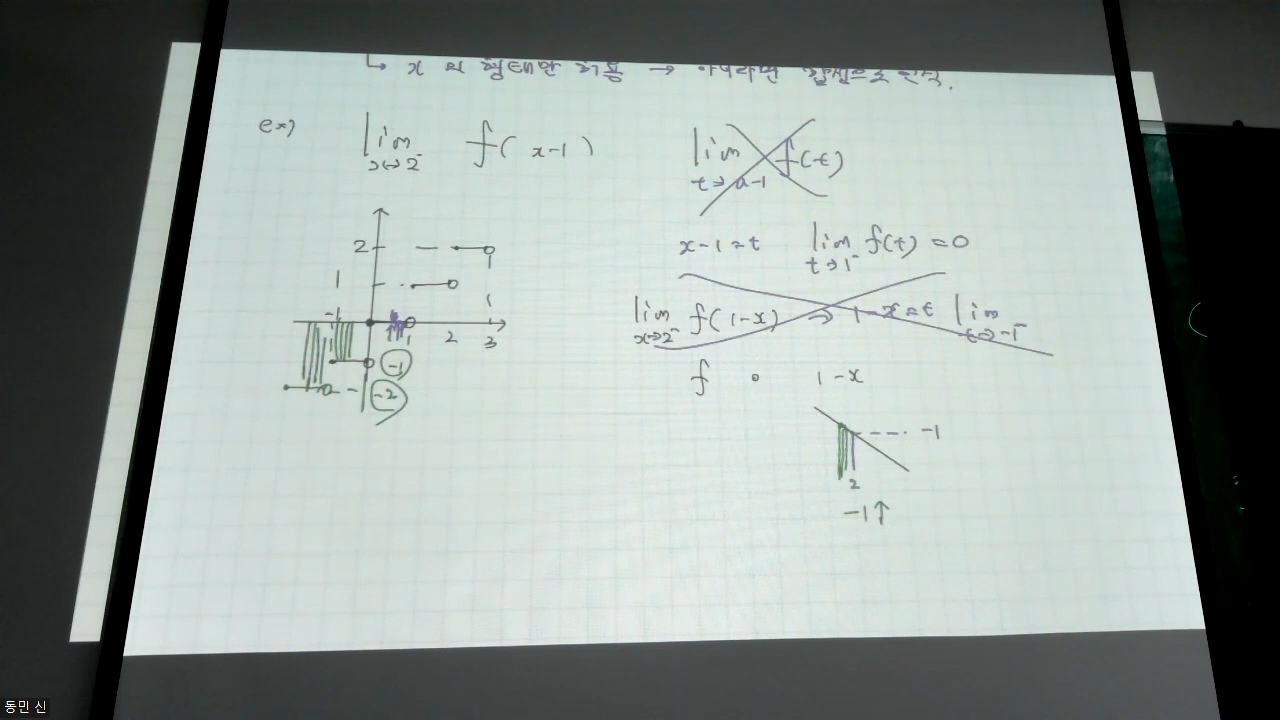 ↳ x의 형태만 허용 → 아니라면 합성으로 인식.
ex) lim x→2⁻ f( x-1 )
lim t→a-1 f(t)
x-1=t lim t→1⁻ f(t) = 0
lim x→2⁻ f(1-x) → 1-x=t lim t→-1⁻
f ∘ 1-x
2
1
-1
1
2
3
-1
-2
-1
2
-1↑
동민 신